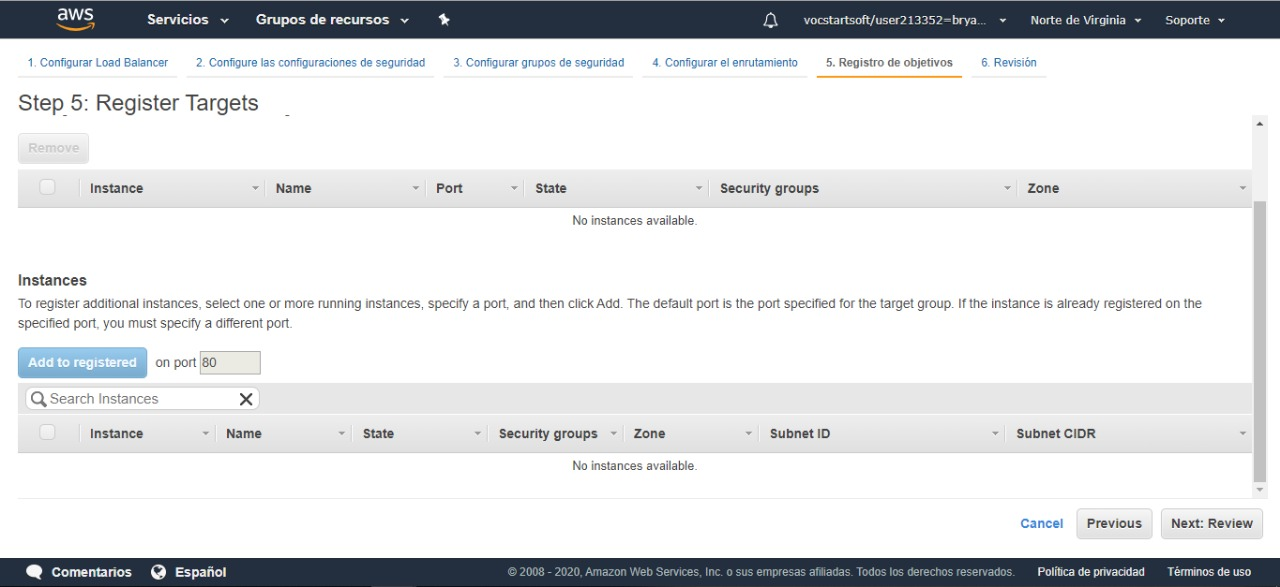 aws Servicios Grupos de recursos vocstartsoft/user213352=brya... Norte de Virginia Soporte
1. Configurar Load Balancer 2. Configure las configuraciones de seguridad 3. Configurar grupos de seguridad 4. Configurar el enrutamiento 5. Registro de objetivos 6. Revisión
Step 5: Register Targets
Remove
Instance Name Port State Security groups Zone
No instances available.
Instances
To register additional instances, select one or more running instances, specify a port, and then click Add. The default port is the port specified for the target group. If the instance is already registered on the
specified port, you must specify a different port.
Add to registered on port 80
Search Instances
Instance Name State Security groups Zone Subnet ID Subnet CIDR
No instances available.
Cancel Previous Next: Review
Comentarios Español © 2008 - 2020, Amazon Web Services, Inc. o sus empresas afiliadas. Todos los derechos reservados. Política de privacidad Términos de uso